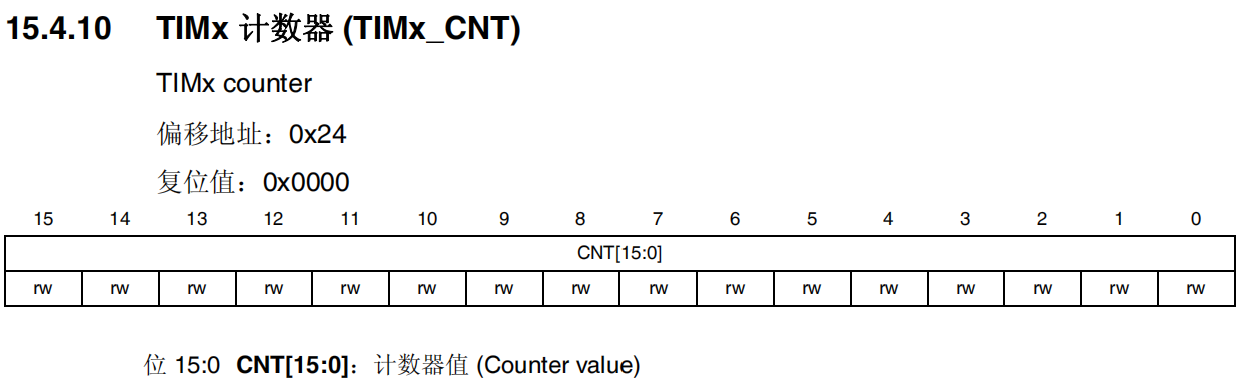 15.4.10 TIMx 计数器 (TIMx_CNT)
TIMx counter
偏移地址：0x24
复位值：0x0000
15 14 13 12 11 10 9 8 7 6 5 4 3 2 1 0
CNT[15:0]
rw rw rw rw rw rw rw rw rw rw rw rw rw rw rw rw
位 15:0 CNT[15:0]：计数器值 (Counter value)